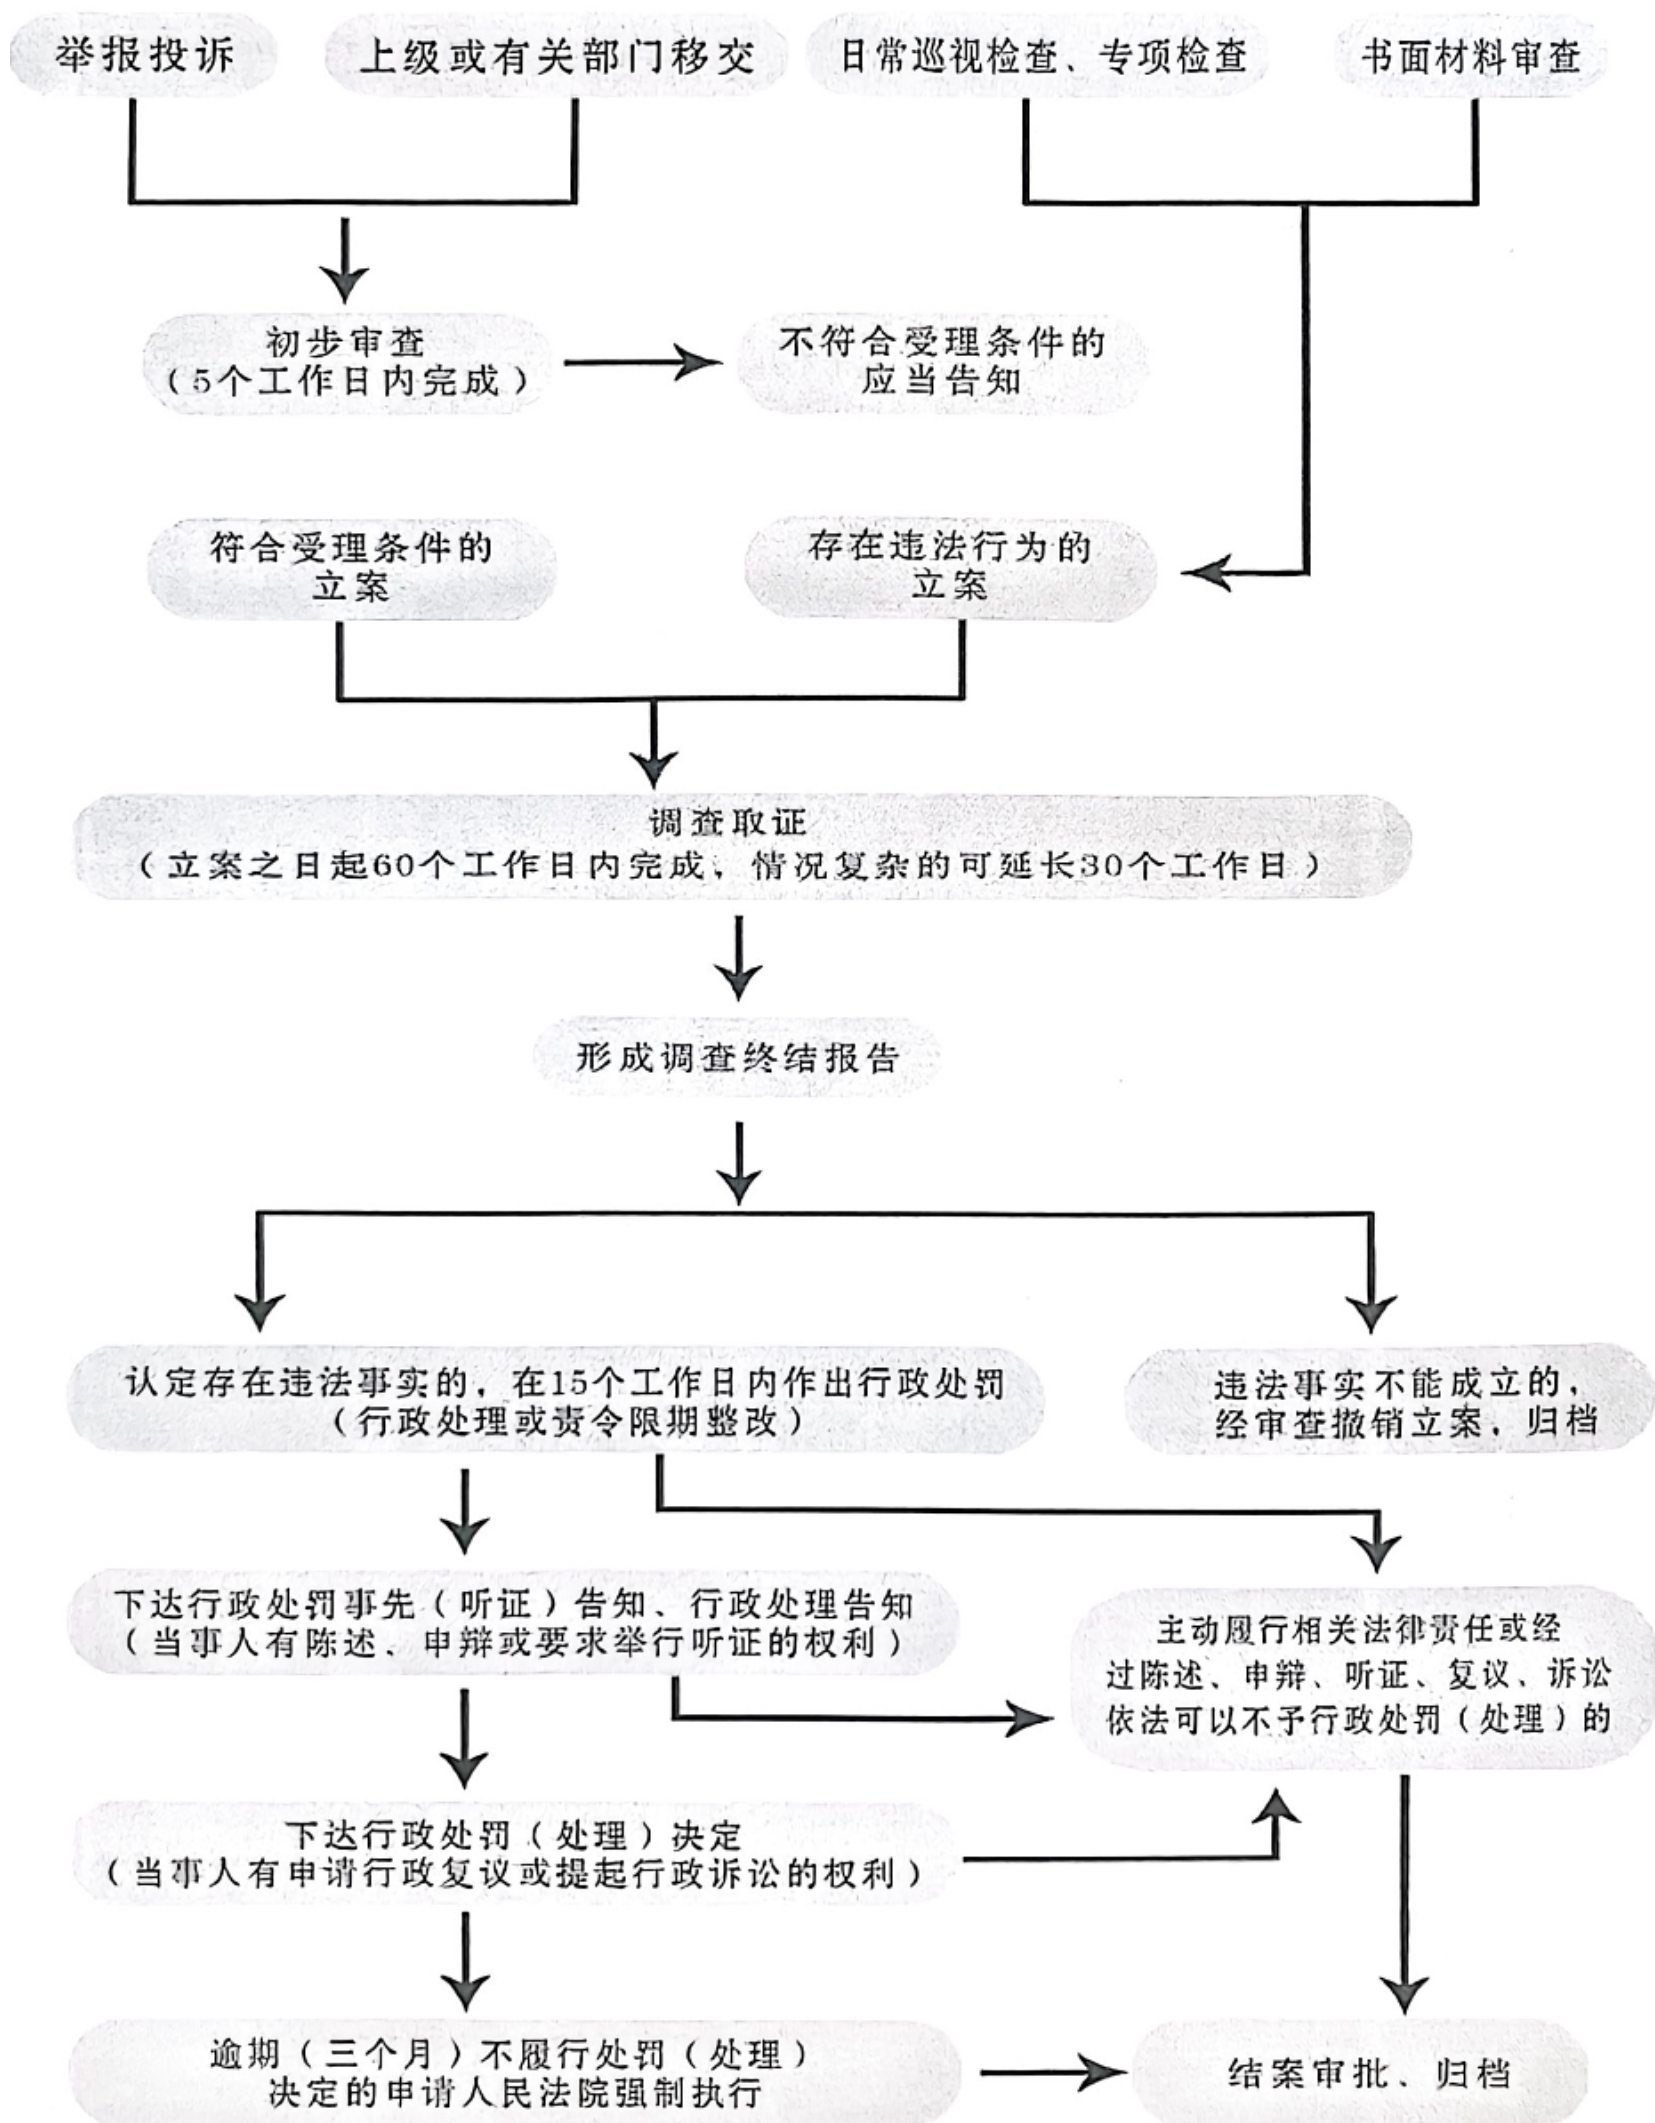 举报投诉
上级或有关部门移交
日常巡视检查、专项检查
书面材料审查
初步审查
（5个工作日内完成）
不符合受理条件的
应当告知
符合受理条件的
立案
存在违法行为的
立案
调查取证
（立案之日起60个工作日内完成，情况复杂的可延长30个工作日）
形成调查终结报告
认定存在违法事实的，在15个工作日内作出行政处罚
（行政处理或责令限期整改）
违法事实不能成立的，
经审查撤销立案，归档
下达行政处罚事先（听证）告知、行政处理告知
（当事人有陈述、申辩或要求举行听证的权利）
主动履行相关法律责任或经
过陈述、申辩、听证、复议、诉讼
依法可以不予行政处罚（处理）的
下达行政处罚（处理）决定
（当事人有申请行政复议或提起行政诉讼的权利）
逾期（三个月）不履行处罚（处理）
决定的申请人民法院强制执行
结案审批、归档